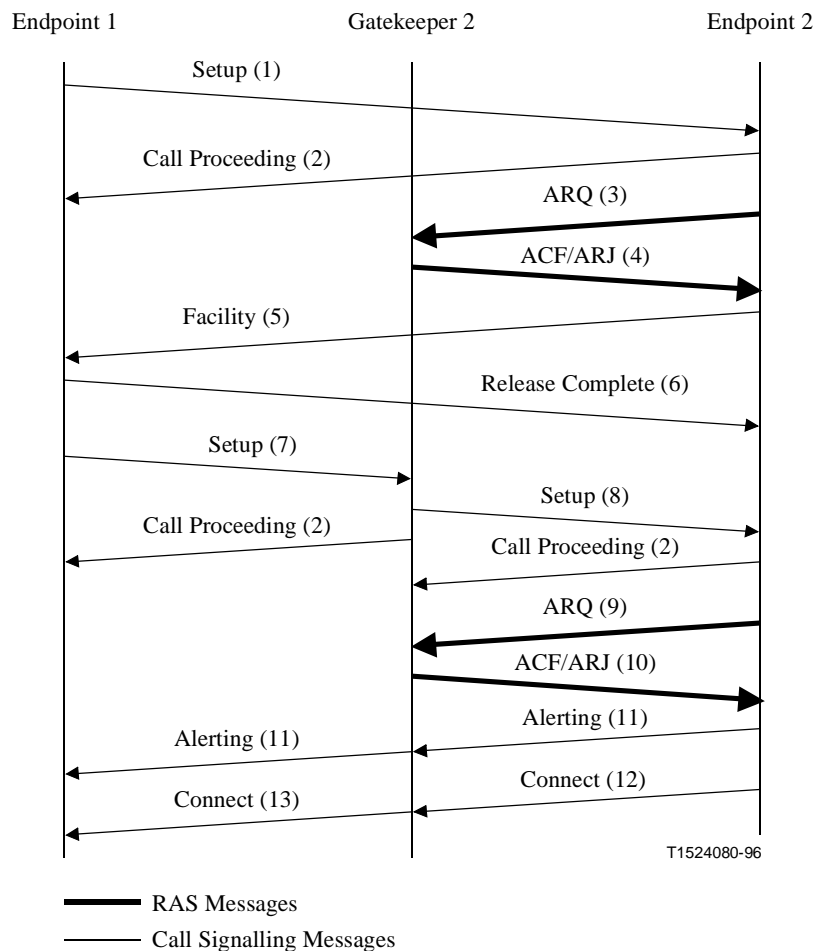 Endpoint 1 Gatekeeper 2 Endpoint 2
Setup (1)
Call Proceeding (2)
ARQ (3)
ACF/ARJ (4)
Facility (5)
Release Complete (6)
Setup (7)
Setup (8)
Call Proceeding (2)
Call Proceeding (2)
ARQ (9)
ACF/ARJ (10)
Alerting (11)
Alerting (11)
Connect (12)
Connect (13)
T1524080-96
RAS Messages
Call Signalling Messages